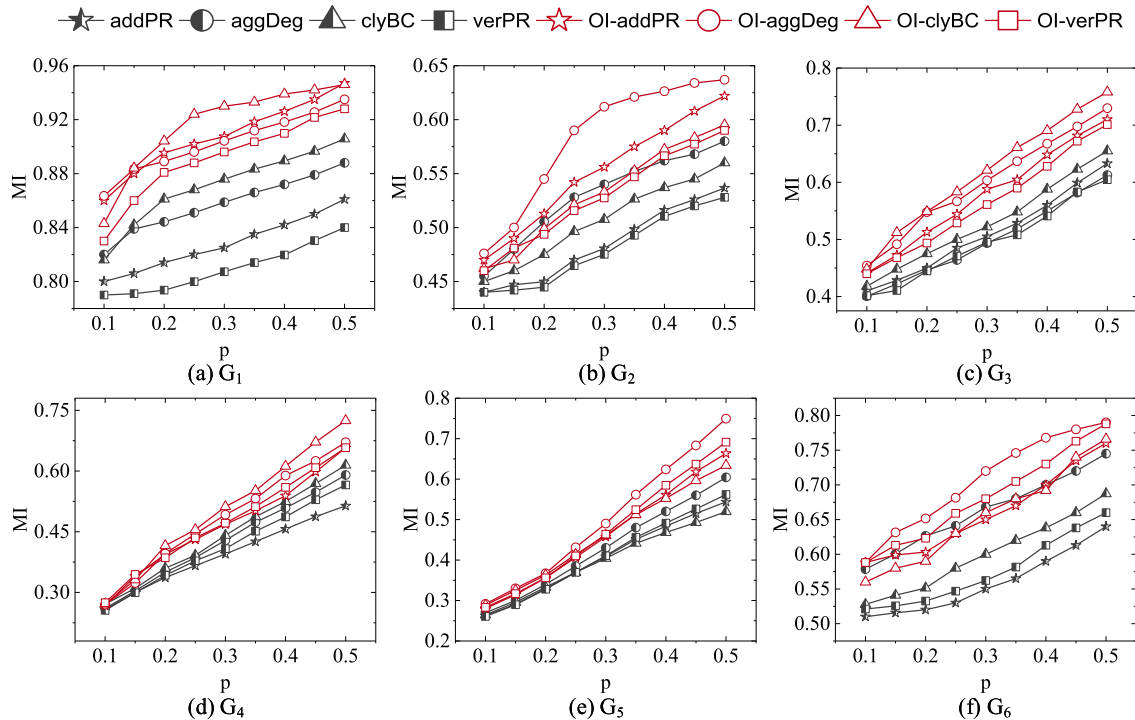 addPR aggDeg clyBC verPR OI-addPR OI-aggDeg OI-clyBC OI-verPR
0.96
0.92
0.88
0.84
0.80
MI
0.1 0.2 0.3 0.4 0.5
p
(a) G₁
0.65
0.60
0.55
0.50
0.45
MI
0.1 0.2 0.3 0.4 0.5
p
(b) G₂
0.8
0.7
0.6
0.5
0.4
MI
0.1 0.2 0.3 0.4 0.5
p
(c) G₃
0.75
0.60
0.45
0.30
MI
0.1 0.2 0.3 0.4 0.5
p
(d) G₄
0.8
0.7
0.6
0.5
0.4
0.3
0.2
MI
0.1 0.2 0.3 0.4 0.5
p
(e) G₅
0.80
0.75
0.70
0.65
0.60
0.55
0.50
MI
0.1 0.2 0.3 0.4 0.5
p
(f) G₆